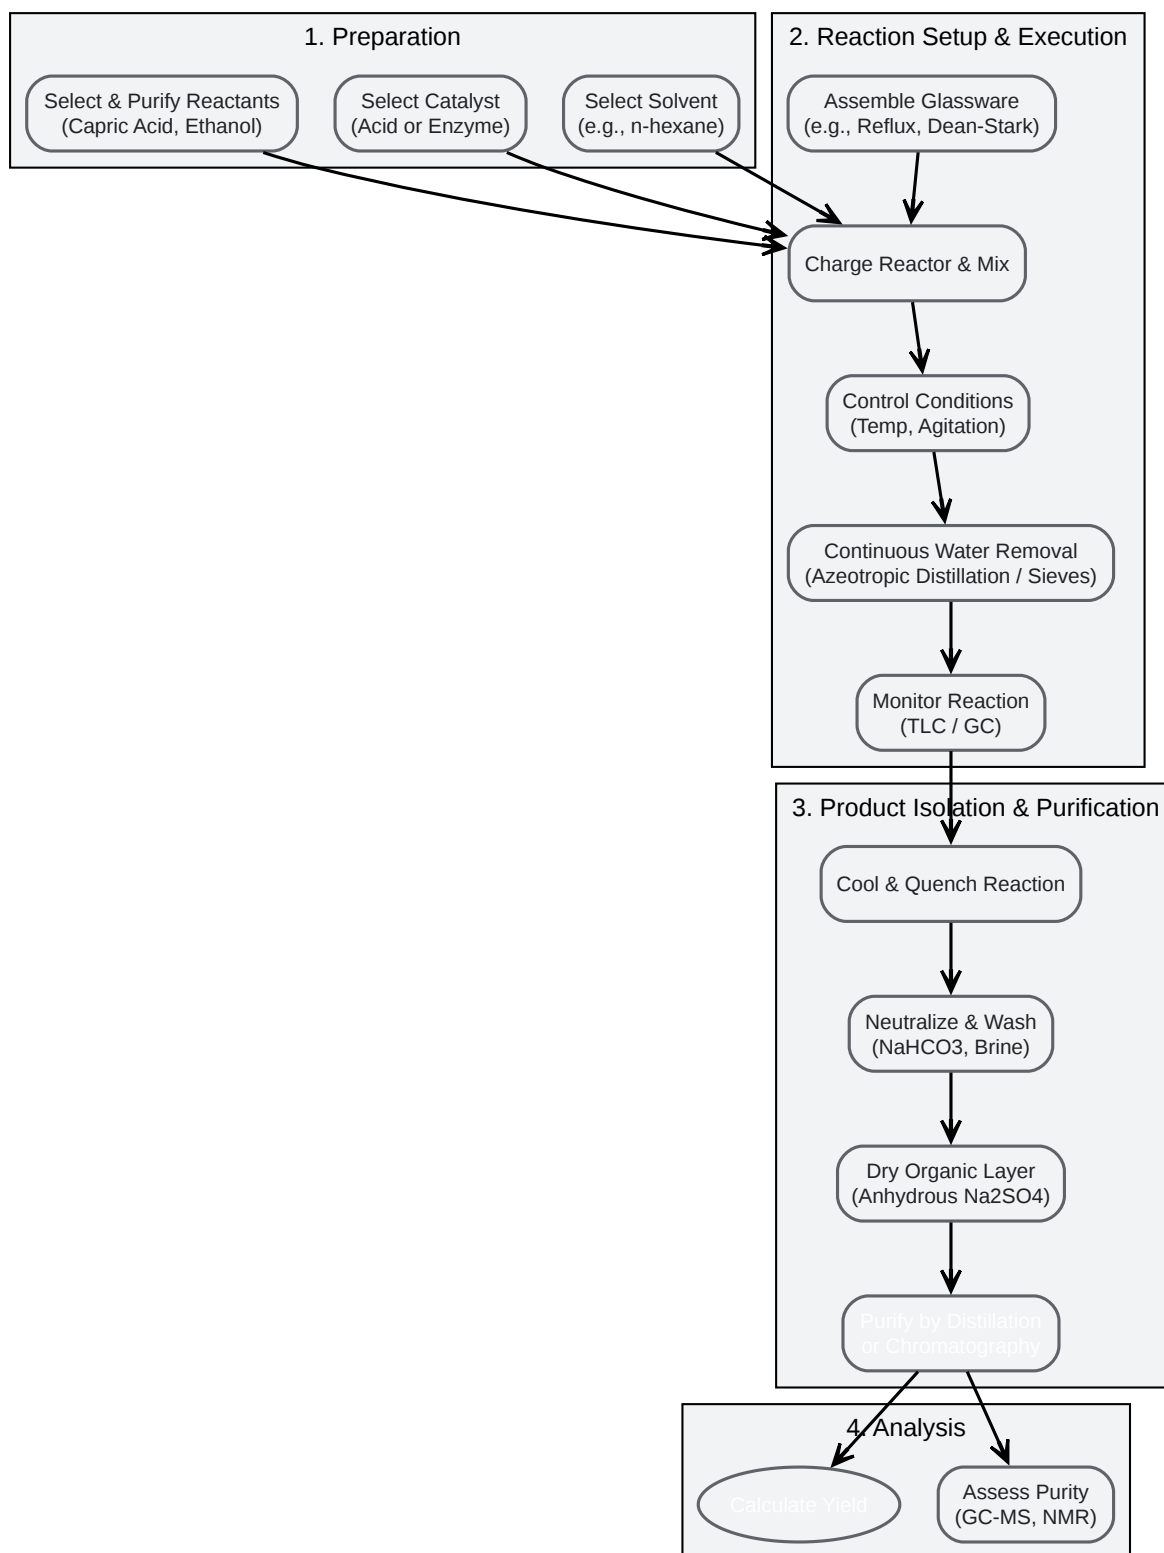 1. Preparation
Select & Purify Reactants
(Capric Acid, Ethanol)
Select Catalyst
(Acid or Enzyme)
Select Solvent
(e.g., n-hexane)
2. Reaction Setup & Execution
Assemble Glassware
(e.g., Reflux, Dean-Stark)
Charge Reactor & Mix
Control Conditions
(Temp, Agitation)
Continuous Water Removal
(Azeotropic Distillation / Sieves)
Monitor Reaction
(TLC / GC)
3. Product Isolation & Purification
Cool & Quench Reaction
Neutralize & Wash
(NaHCO3, Brine)
Dry Organic Layer
(Anhydrous Na2SO4)
Purify by Distillation
or Chromatography
4. Analysis
Calculate Yield
Assess Purity
(GC-MS, NMR)